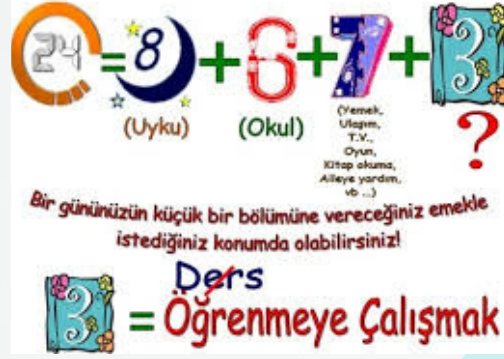 24 = 8 + 6 + 7 + 3
(Uyku) (Okul) (Yemek,
Ulaşım,
T.V.,
Oyun,
Kitap okuma,
Aileye yardım,
vb ...)
?
Bir gününüzün küçük bir bölümüne vereceğiniz emekle
istediğiniz konumda olabilirsiniz!
Ders
3 = Öğrenmeye Çalışmak